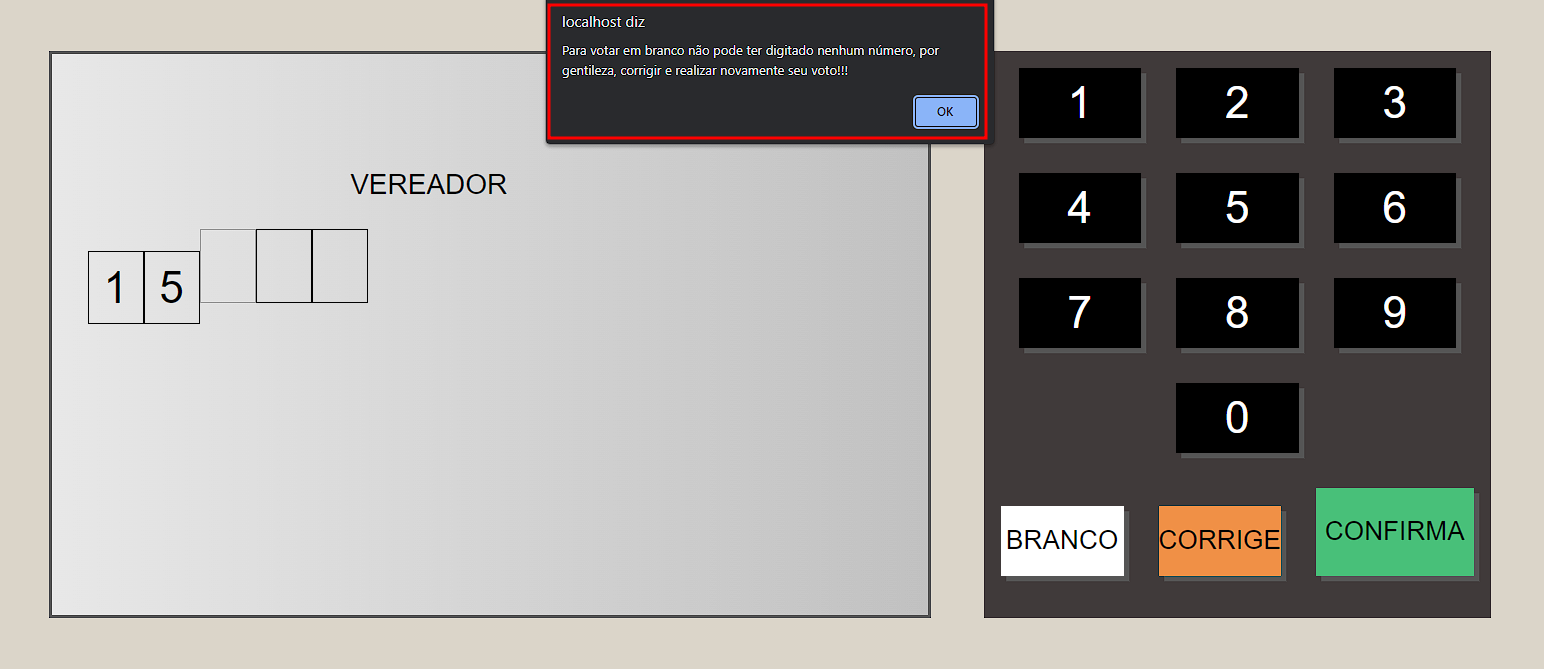 localhost diz
Para votar em branco não pode ter digitado nenhum número, por
gentileza, corrigir e realizar novamente seu voto!!!
OK
VEREADOR
1 5
1 2 3
4 5 6
7 8 9
0
BRANCO CORRIGE CONFIRMA